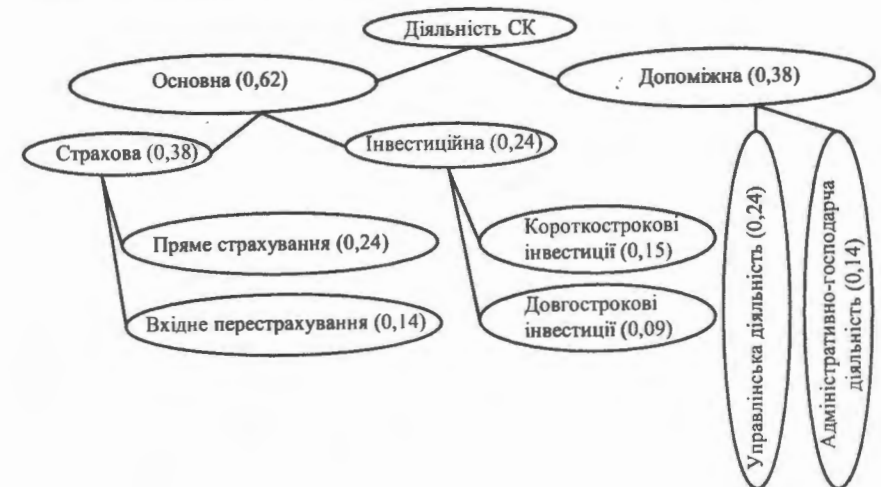 Діяльність СК
Основна (0,62)
Допоміжна (0,38)
Страхова (0,38)
Інвестиційна (0,24)
Пряме страхування (0,24)
Вхідне перестрахування (0,14)
Короткострокові
інвестиції (0,15)
Довгострокові
інвестиції (0,09)
Управлінська діяльність (0,24)
Адміністративно-господарча
діяльність (0,14)